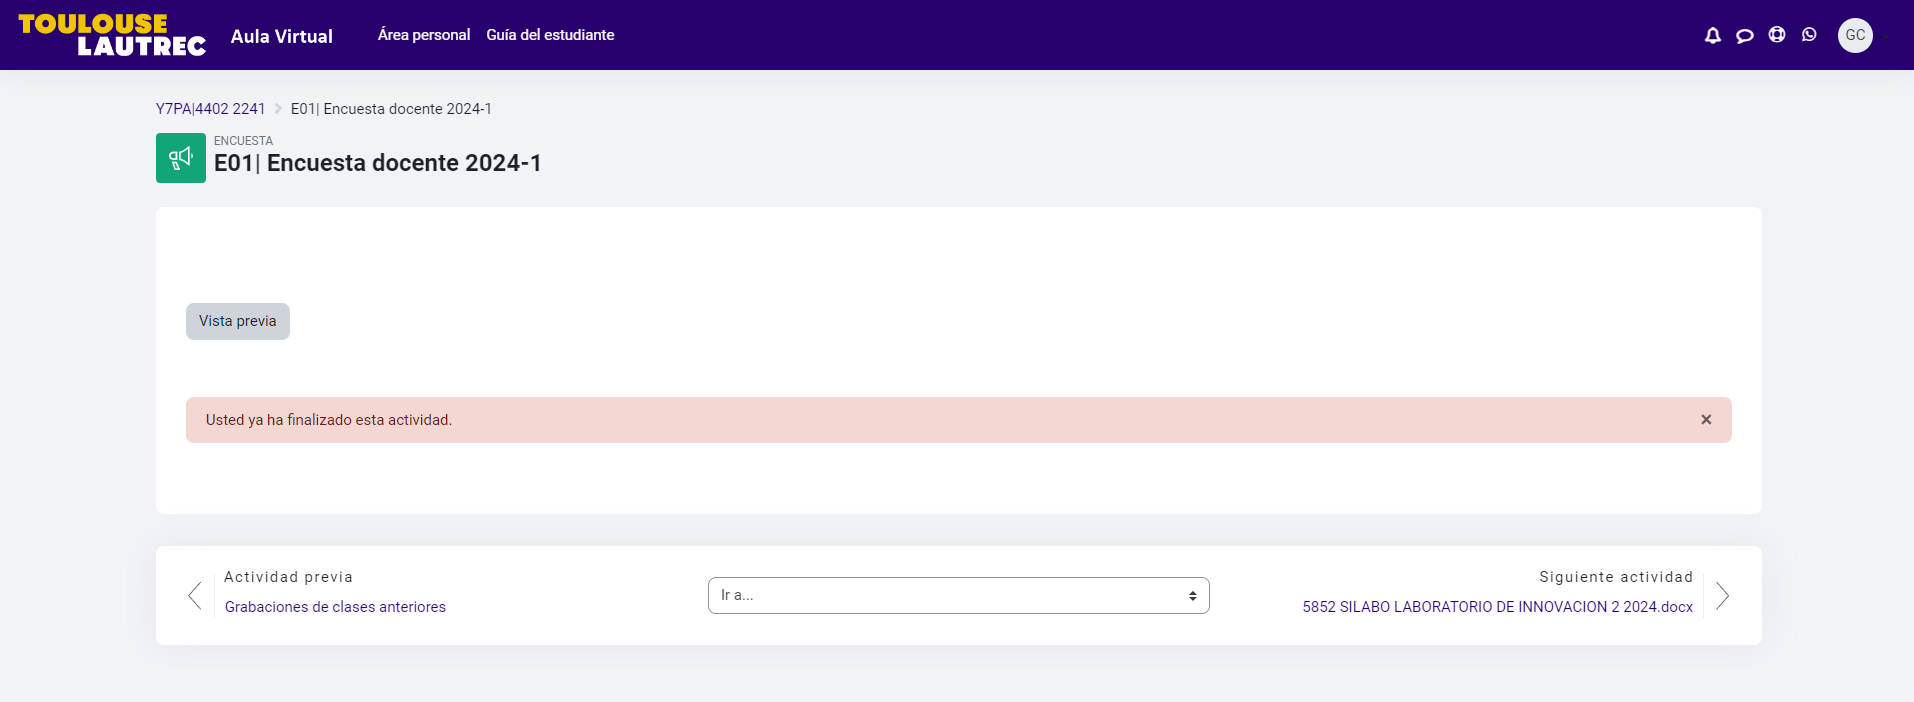 TOULOUSE
LAUTREC
Aula Virtual
Área personal
Guía del estudiante
GC
Y7PA|4402 2241
E01| Encuesta docente 2024-1
ENCUESTA
E01| Encuesta docente 2024-1
Vista previa
Usted ya ha finalizado esta actividad.
×
Actividad previa
Grabaciones de clases anteriores
Ir a...
Siguiente actividad
5852 SILABO LABORATORIO DE INNOVACION 2 2024.docx